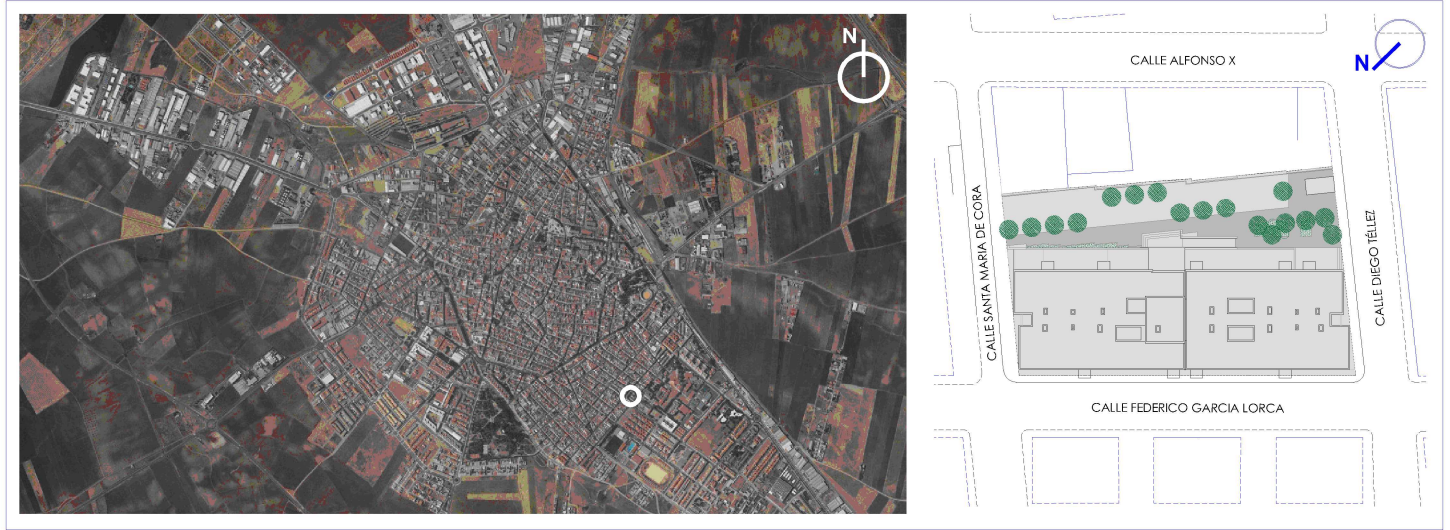 N
CALLE ALFONSO X
N
CALLE SANTA MARIA DE CORA
CALLE DIEGO TÉLLEZ
CALLE FEDERICO GARCIA LORCA